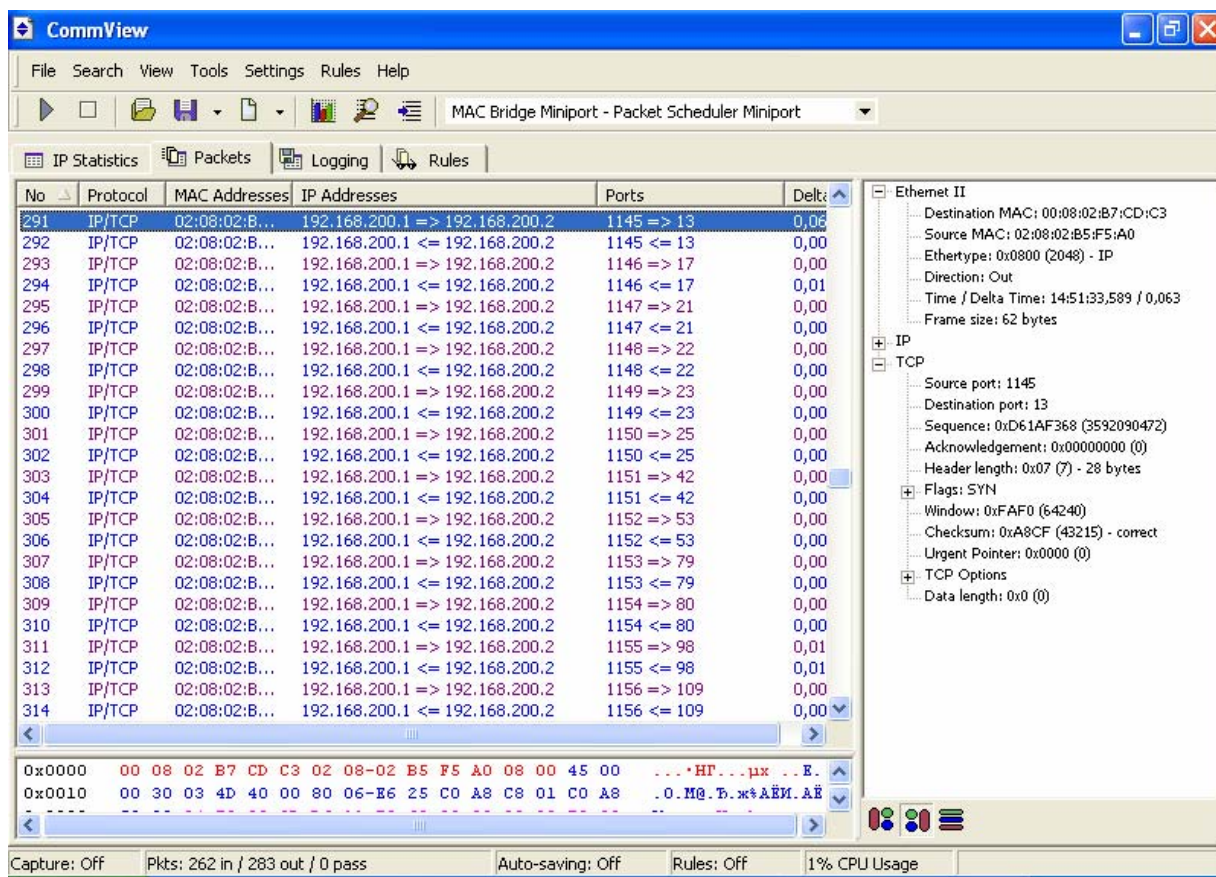 CommView
File Search View Tools Settings Rules Help
MAC Bridge Miniport - Packet Scheduler Miniport
IP Statistics Packets Logging Rules
No Protocol MAC Addresses IP Addresses Ports Delta
291 IP/TCP 02:08:02:B... 192.168.200.1 => 192.168.200.2 1145 => 13 0,06
292 IP/TCP 02:08:02:B... 192.168.200.1 <= 192.168.200.2 1145 <= 13 0,00
293 IP/TCP 02:08:02:B... 192.168.200.1 => 192.168.200.2 1146 => 17 0,00
294 IP/TCP 02:08:02:B... 192.168.200.1 <= 192.168.200.2 1146 <= 17 0,01
295 IP/TCP 02:08:02:B... 192.168.200.1 => 192.168.200.2 1147 => 21 0,00
296 IP/TCP 02:08:02:B... 192.168.200.1 <= 192.168.200.2 1147 <= 21 0,00
297 IP/TCP 02:08:02:B... 192.168.200.1 => 192.168.200.2 1148 => 22 0,00
298 IP/TCP 02:08:02:B... 192.168.200.1 <= 192.168.200.2 1148 <= 22 0,00
299 IP/TCP 02:08:02:B... 192.168.200.1 => 192.168.200.2 1149 => 23 0,00
300 IP/TCP 02:08:02:B... 192.168.200.1 <= 192.168.200.2 1149 <= 23 0,00
301 IP/TCP 02:08:02:B... 192.168.200.1 => 192.168.200.2 1150 => 25 0,00
302 IP/TCP 02:08:02:B... 192.168.200.1 <= 192.168.200.2 1150 <= 25 0,00
303 IP/TCP 02:08:02:B... 192.168.200.1 => 192.168.200.2 1151 => 42 0,00
304 IP/TCP 02:08:02:B... 192.168.200.1 <= 192.168.200.2 1151 <= 42 0,00
305 IP/TCP 02:08:02:B... 192.168.200.1 => 192.168.200.2 1152 => 53 0,00
306 IP/TCP 02:08:02:B... 192.168.200.1 <= 192.168.200.2 1152 <= 53 0,00
307 IP/TCP 02:08:02:B... 192.168.200.1 => 192.168.200.2 1153 => 79 0,00
308 IP/TCP 02:08:02:B... 192.168.200.1 <= 192.168.200.2 1153 <= 79 0,00
309 IP/TCP 02:08:02:B... 192.168.200.1 => 192.168.200.2 1154 => 80 0,00
310 IP/TCP 02:08:02:B... 192.168.200.1 <= 192.168.200.2 1154 <= 80 0,00
311 IP/TCP 02:08:02:B... 192.168.200.1 => 192.168.200.2 1155 => 98 0,01
312 IP/TCP 02:08:02:B... 192.168.200.1 <= 192.168.200.2 1155 <= 98 0,01
313 IP/TCP 02:08:02:B... 192.168.200.1 => 192.168.200.2 1156 => 109 0,00
314 IP/TCP 02:08:02:B... 192.168.200.1 <= 192.168.200.2 1156 <= 109 0,00
Ethernet II
Destination MAC: 00:08:02:B7:CD:C3
Source MAC: 02:08:02:B5:F5:A0
Ethertype: 0x0800 (2048) - IP
Direction: Out
Time / Delta Time: 14:51:33,589 / 0,063
Frame size: 62 bytes
IP
TCP
Source port: 1145
Destination port: 13
Sequence: 0xD61AF368 (3592090472)
Acknowledgement: 0x00000000 (0)
Header length: 0x07 (7) - 28 bytes
Flags: SYN
Window: 0xFAF0 (64240)
Checksum: 0xA8CF (43215) - correct
Urgent Pointer: 0x0000 (0)
TCP Options
Data length: 0x0 (0)
0x0000 00 08 02 B7 CD C3 02 08-02 B5 F5 A0 08 00 45 00 ...·НГ...µх ..E.
0x0010 00 30 03 4D 40 00 80 06-E6 25 C0 A8 C8 01 C0 A8 .0.M@.Ђ.ж%АЁИ.АЁ
Capture: Off Pkts: 262 in / 283 out / 0 pass Auto-saving: Off Rules: Off 1% CPU Usage